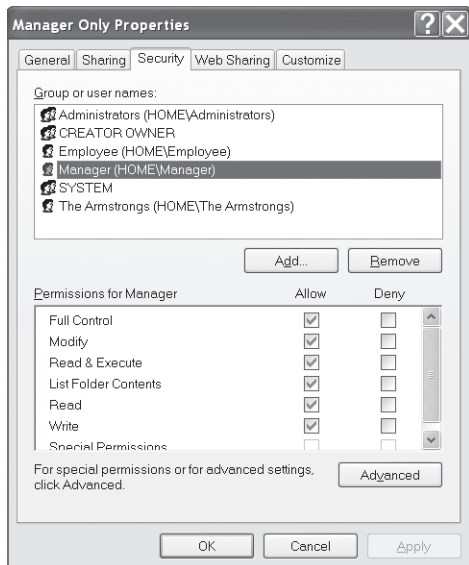 Manager Only Properties
General Sharing Security Web Sharing Customize
Group or user names:
Administrators (HOME\Administrators)
CREATOR OWNER
Employee (HOME\Employee)
Manager (HOME\Manager)
SYSTEM
The Armstrongs (HOME\The Armstrongs)
Add... Remove
Permissions for Manager Allow Deny
Full Control
Modify
Read & Execute
List Folder Contents
Read
Write
Special Permissions
For special permissions or for advanced settings,
click Advanced.
Advanced
OK Cancel Apply